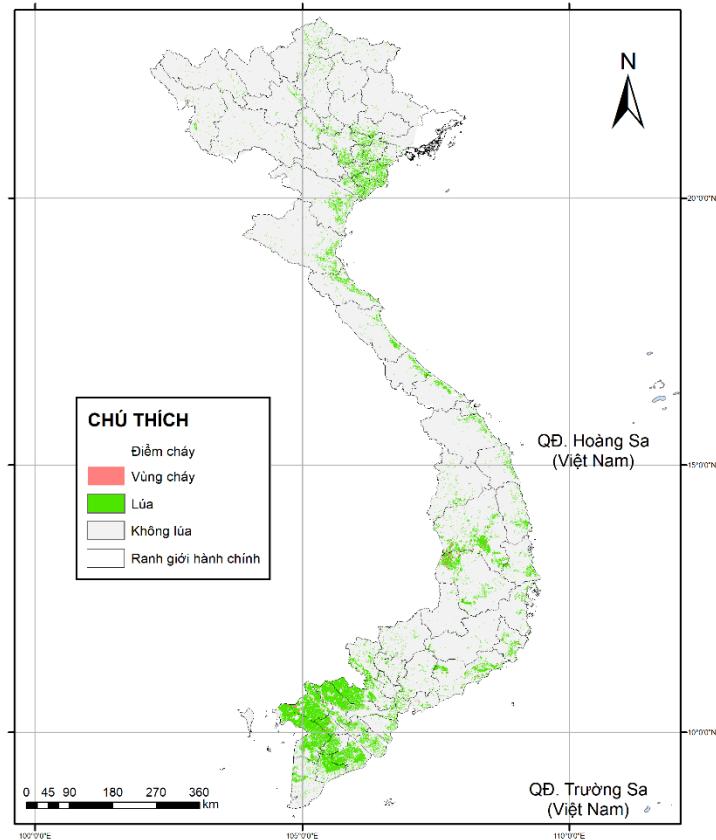 N
20°0'0"N
CHÚ THÍCH
Điểm cháy
Vùng cháy
Lúa
Không lúa
Ranh giới hành chính
QĐ. Hoàng Sa
(Việt Nam)
15°0'0"N
10°0'0"N
0 45 90 180 270 360
km
QĐ. Trường Sa
(Việt Nam)
100°0'0"E 105°0'0"E 110°0'0"E